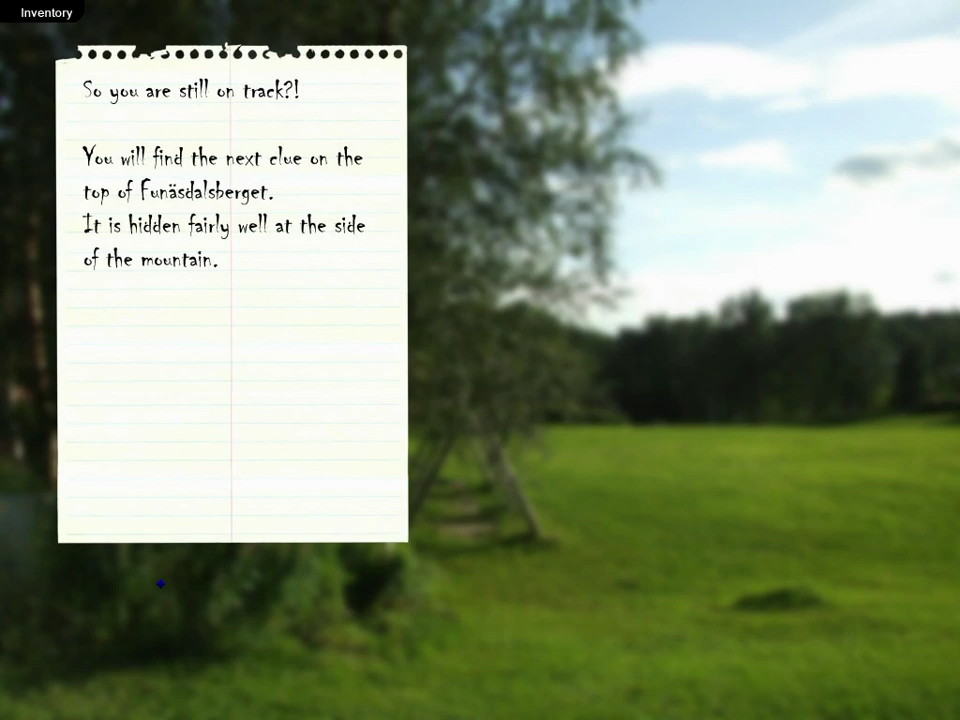 Inventory
So you are still on track?!
You will find the next clue on the
top of Funäsdalsberget.
It is hidden fairly well at the side
of the mountain.